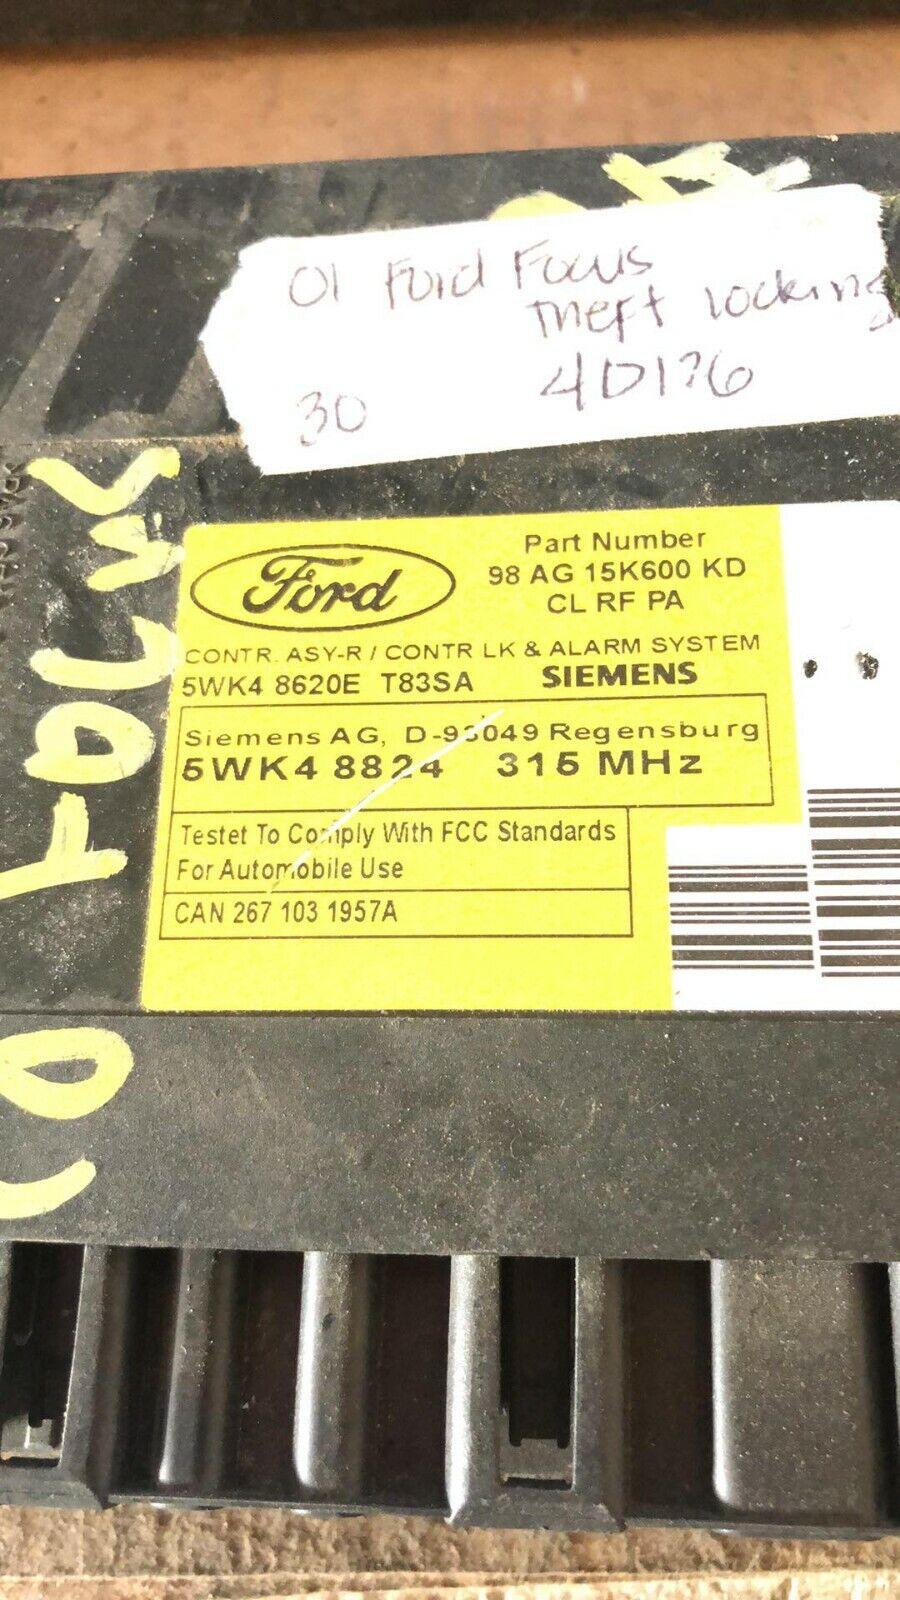 01 Ford Focus
Theft locking
30 40176
FOCUS
01
Ford
Part Number
98 AG 15K600 KD
CL RF PA
CONTR. ASY-R / CONTR LK & ALARM SYSTEM
5WK4 8620E T83SA SIEMENS
Siemens AG, D-93049 Regensburg
5WK4 8824 315 MHz
Testet To Comply With FCC Standards
For Automobile Use
CAN 267 103 1957A